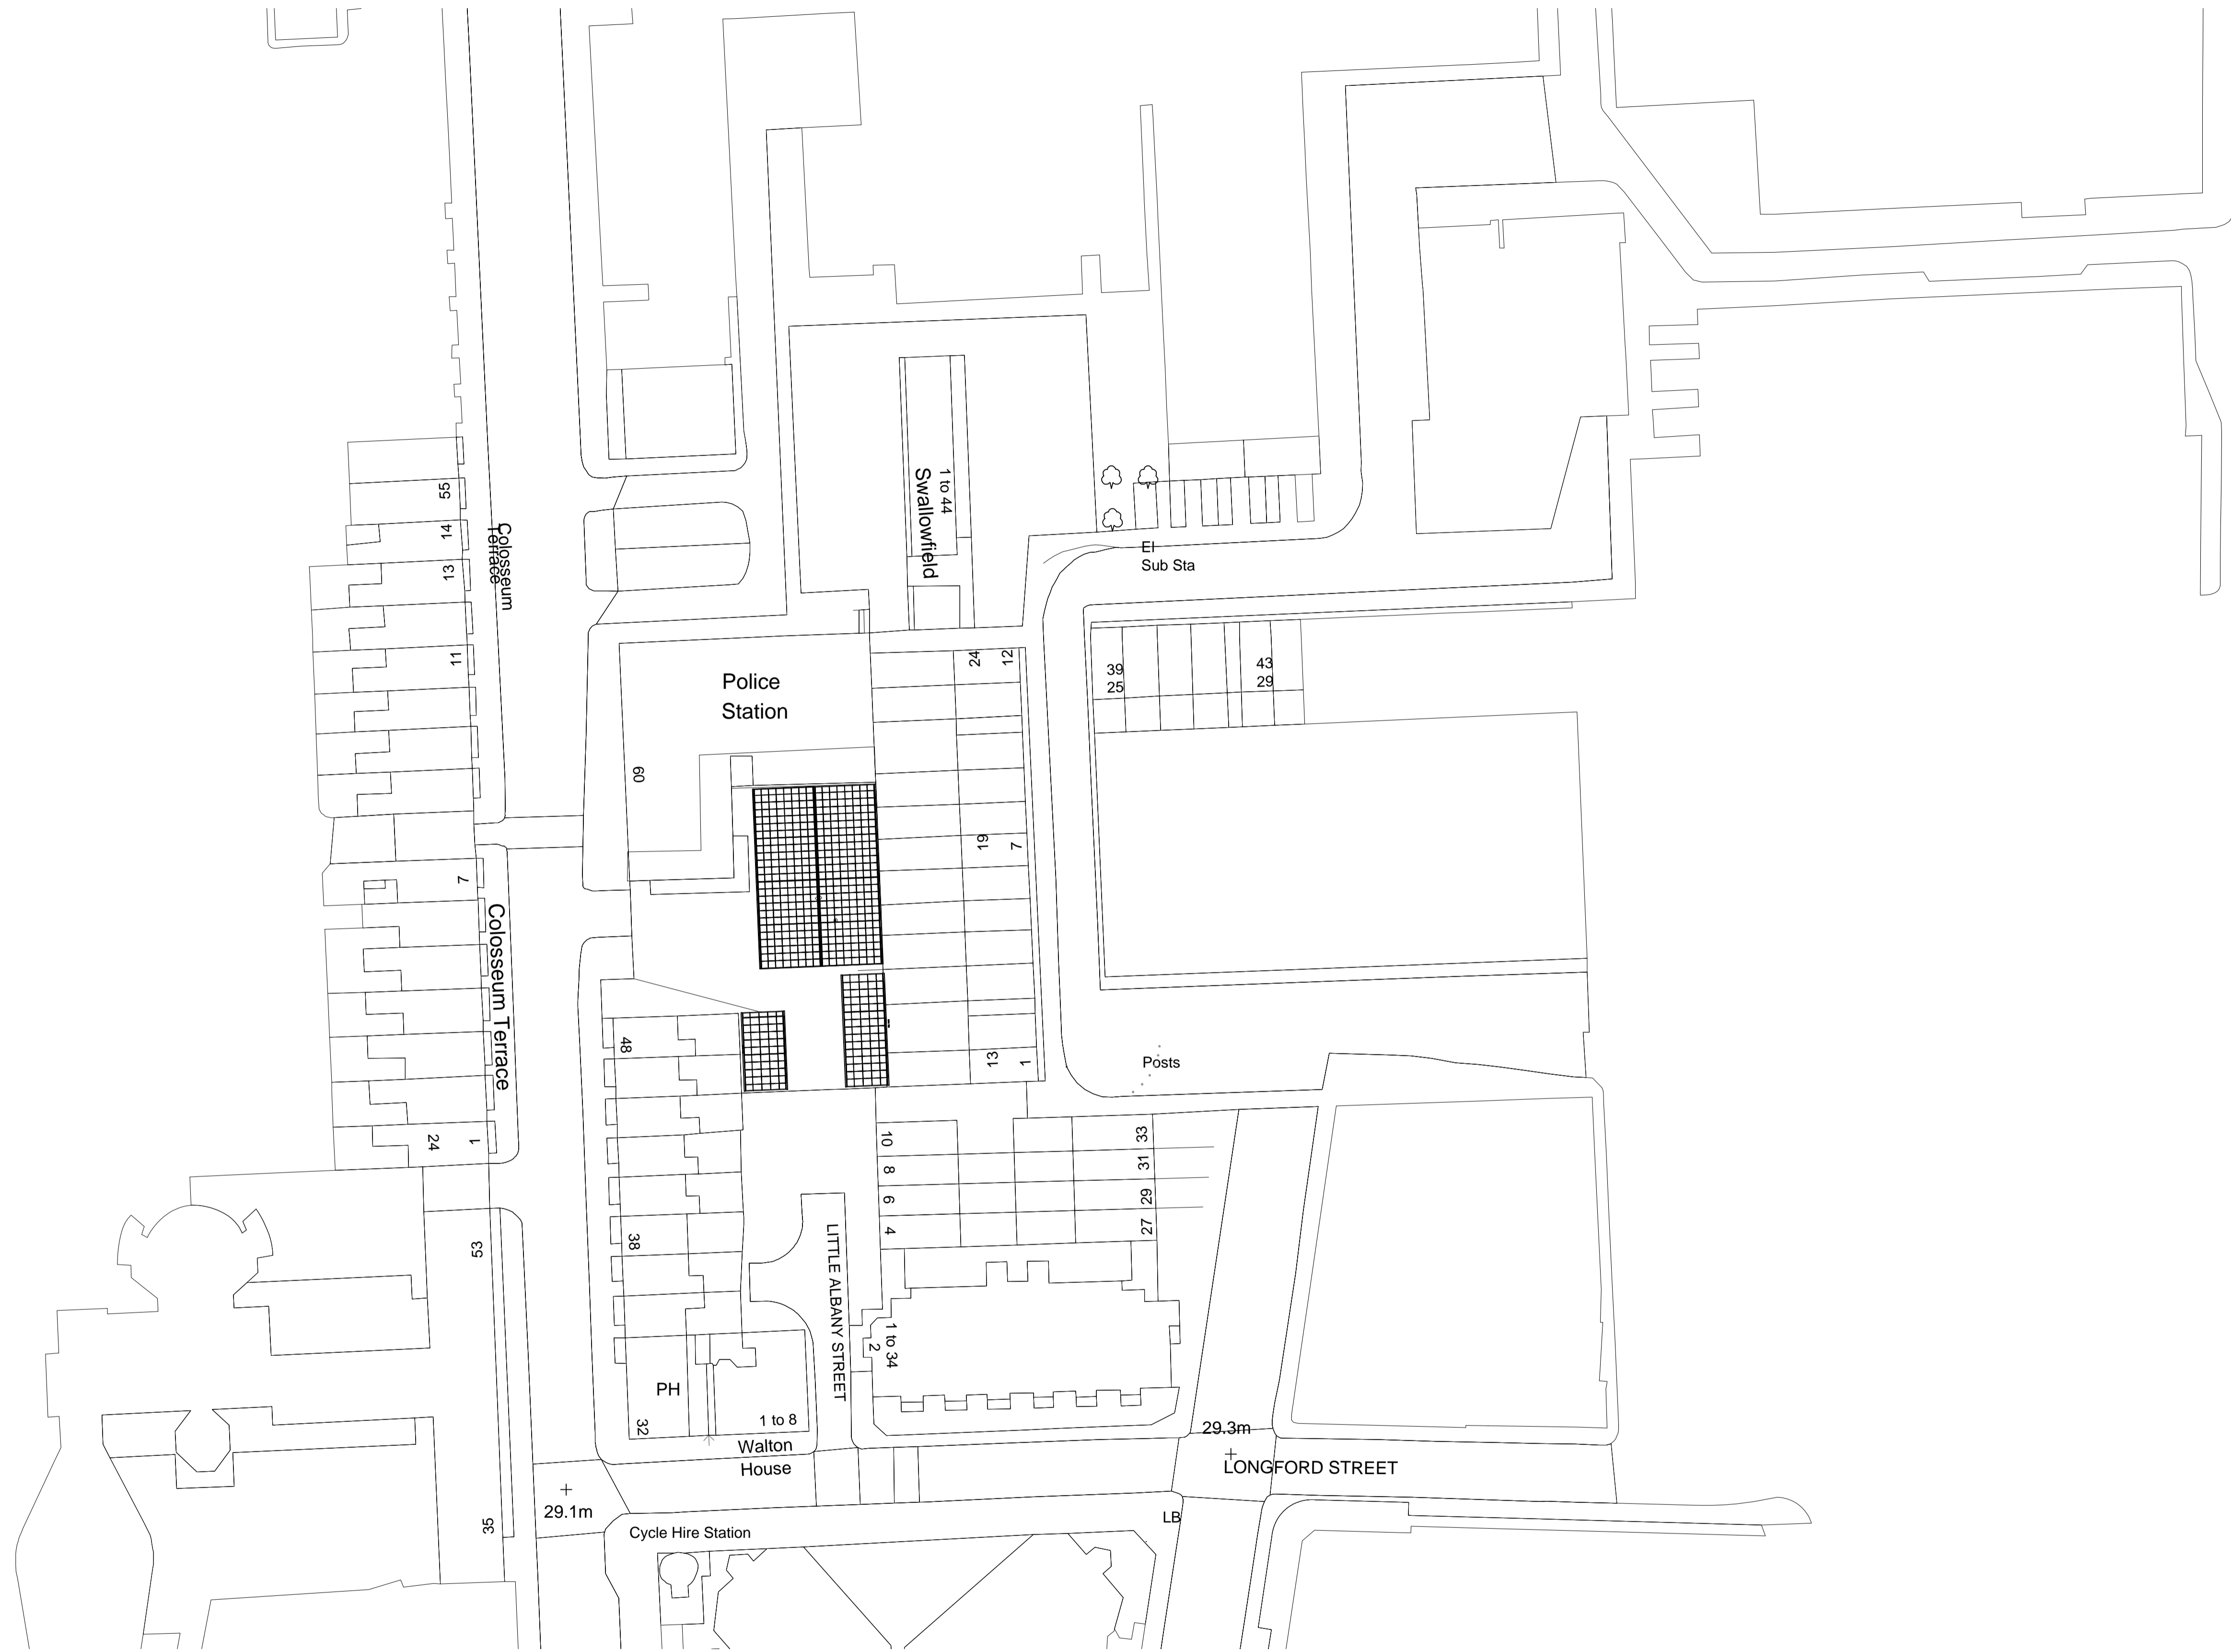 55
14
Colosseum
Terrace
13
11
1 to 44
Swallowfield
El
Sub Sta
24
12
39
25
43
29
Police
Station
60
19
7
7
Colosseum Terrace
48
13
1
Posts
24
1
10
8
6
4
33
31
29
27
53
38
LITTLE ALBANY STREET
1 to 34
2
PH
32
1 to 8
Walton
House
29.3m
LONGFORD STREET
29.1m
35
Cycle Hire Station
LB